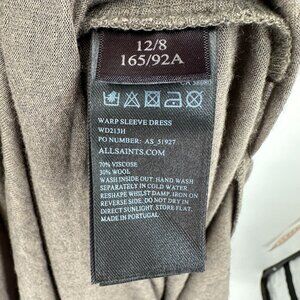 12/8
165/92A
WARP SLEEVE DRESS
WD213H
PO NUMBER: AS_51927
ALLSAINTS.COM
70% VISCOSE
30% WOOL
WASH INSIDE OUT. HAND WASH
SEPARATELY IN COLD WATER
RESHAPE WHILST DAMP, IRON ON
REVERSE SIDE. DO NOT DRY IN
DIRECT SUNLIGHT. STORE FLAT.
MADE IN PORTUGAL